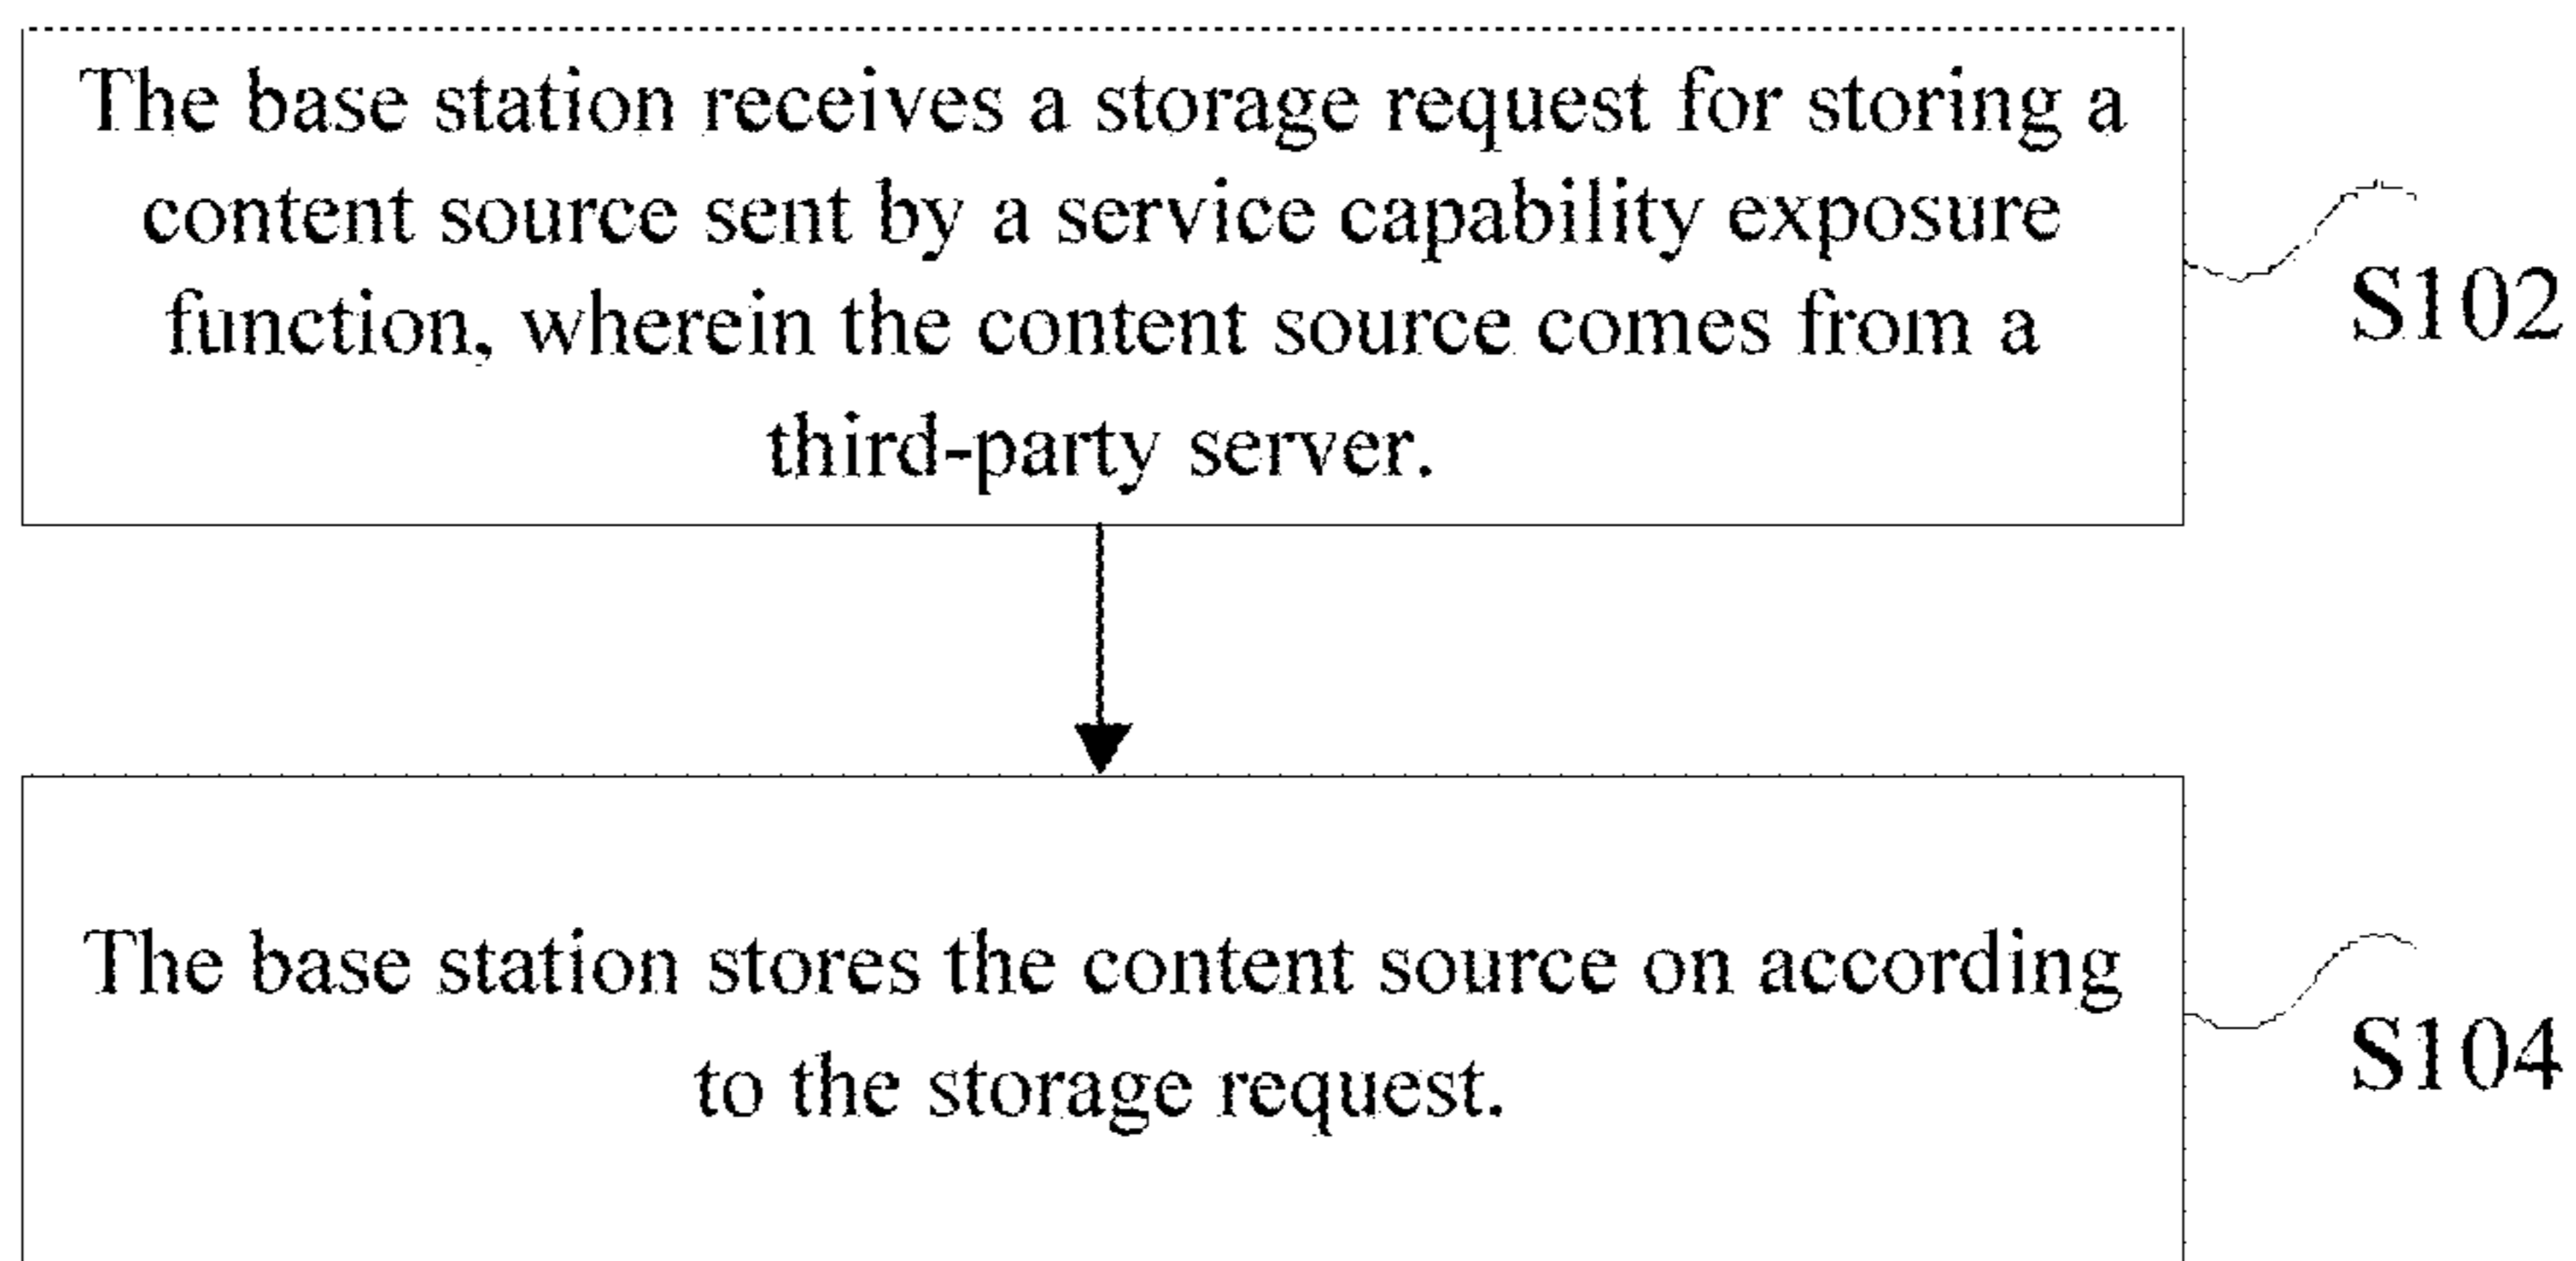 The base station receives a storage request for storing a
content source sent by a service capability exposure
function, wherein the content source comes from a
third-party server.
S102
The base station stores the content source on according
to the storage request.
S104